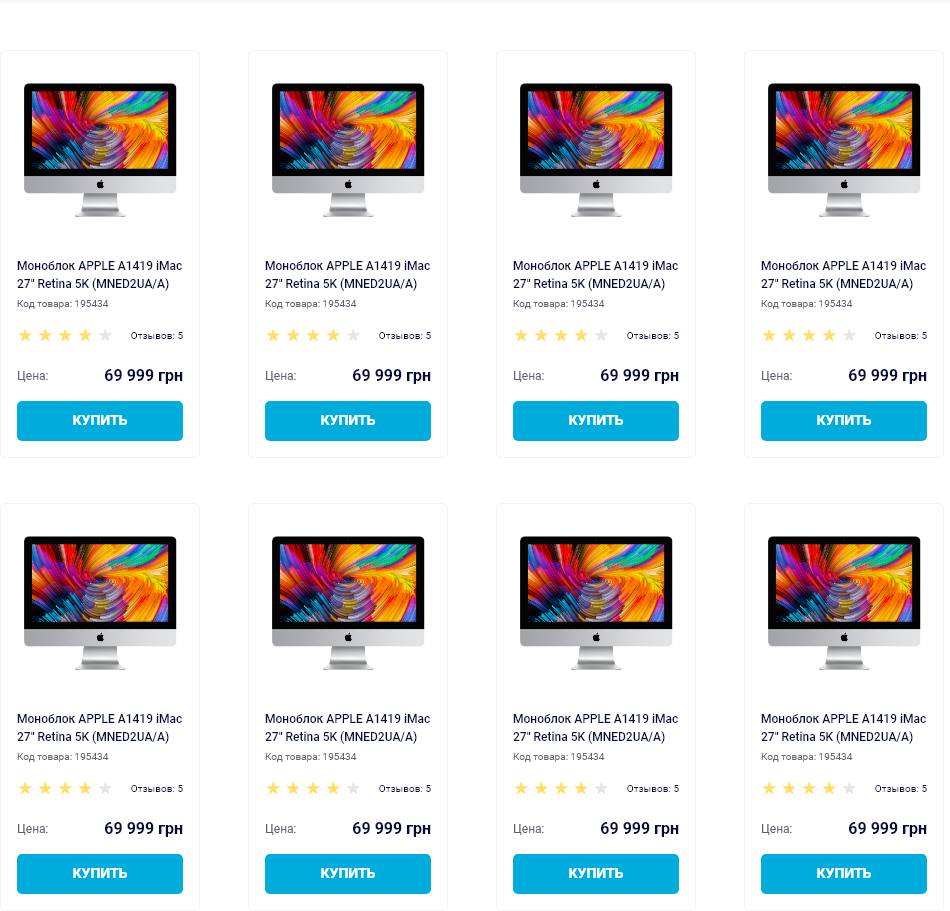 Моноблок APPLE A1419 iMac
27" Retina 5K (MNED2UA/A)
Код товара: 195434
Отзывов: 5
Цена: 69 999 грн
КУПИТЬ
Моноблок APPLE A1419 iMac
27" Retina 5K (MNED2UA/A)
Код товара: 195434
Отзывов: 5
Цена: 69 999 грн
КУПИТЬ
Моноблок APPLE A1419 iMac
27" Retina 5K (MNED2UA/A)
Код товара: 195434
Отзывов: 5
Цена: 69 999 грн
КУПИТЬ
Моноблок APPLE A1419 iMac
27" Retina 5K (MNED2UA/A)
Код товара: 195434
Отзывов: 5
Цена: 69 999 грн
КУПИТЬ
Моноблок APPLE A1419 iMac
27" Retina 5K (MNED2UA/A)
Код товара: 195434
Отзывов: 5
Цена: 69 999 грн
КУПИТЬ
Моноблок APPLE A1419 iMac
27" Retina 5K (MNED2UA/A)
Код товара: 195434
Отзывов: 5
Цена: 69 999 грн
КУПИТЬ
Моноблок APPLE A1419 iMac
27" Retina 5K (MNED2UA/A)
Код товара: 195434
Отзывов: 5
Цена: 69 999 грн
КУПИТЬ
Моноблок APPLE A1419 iMac
27" Retina 5K (MNED2UA/A)
Код товара: 195434
Отзывов: 5
Цена: 69 999 грн
КУПИТЬ